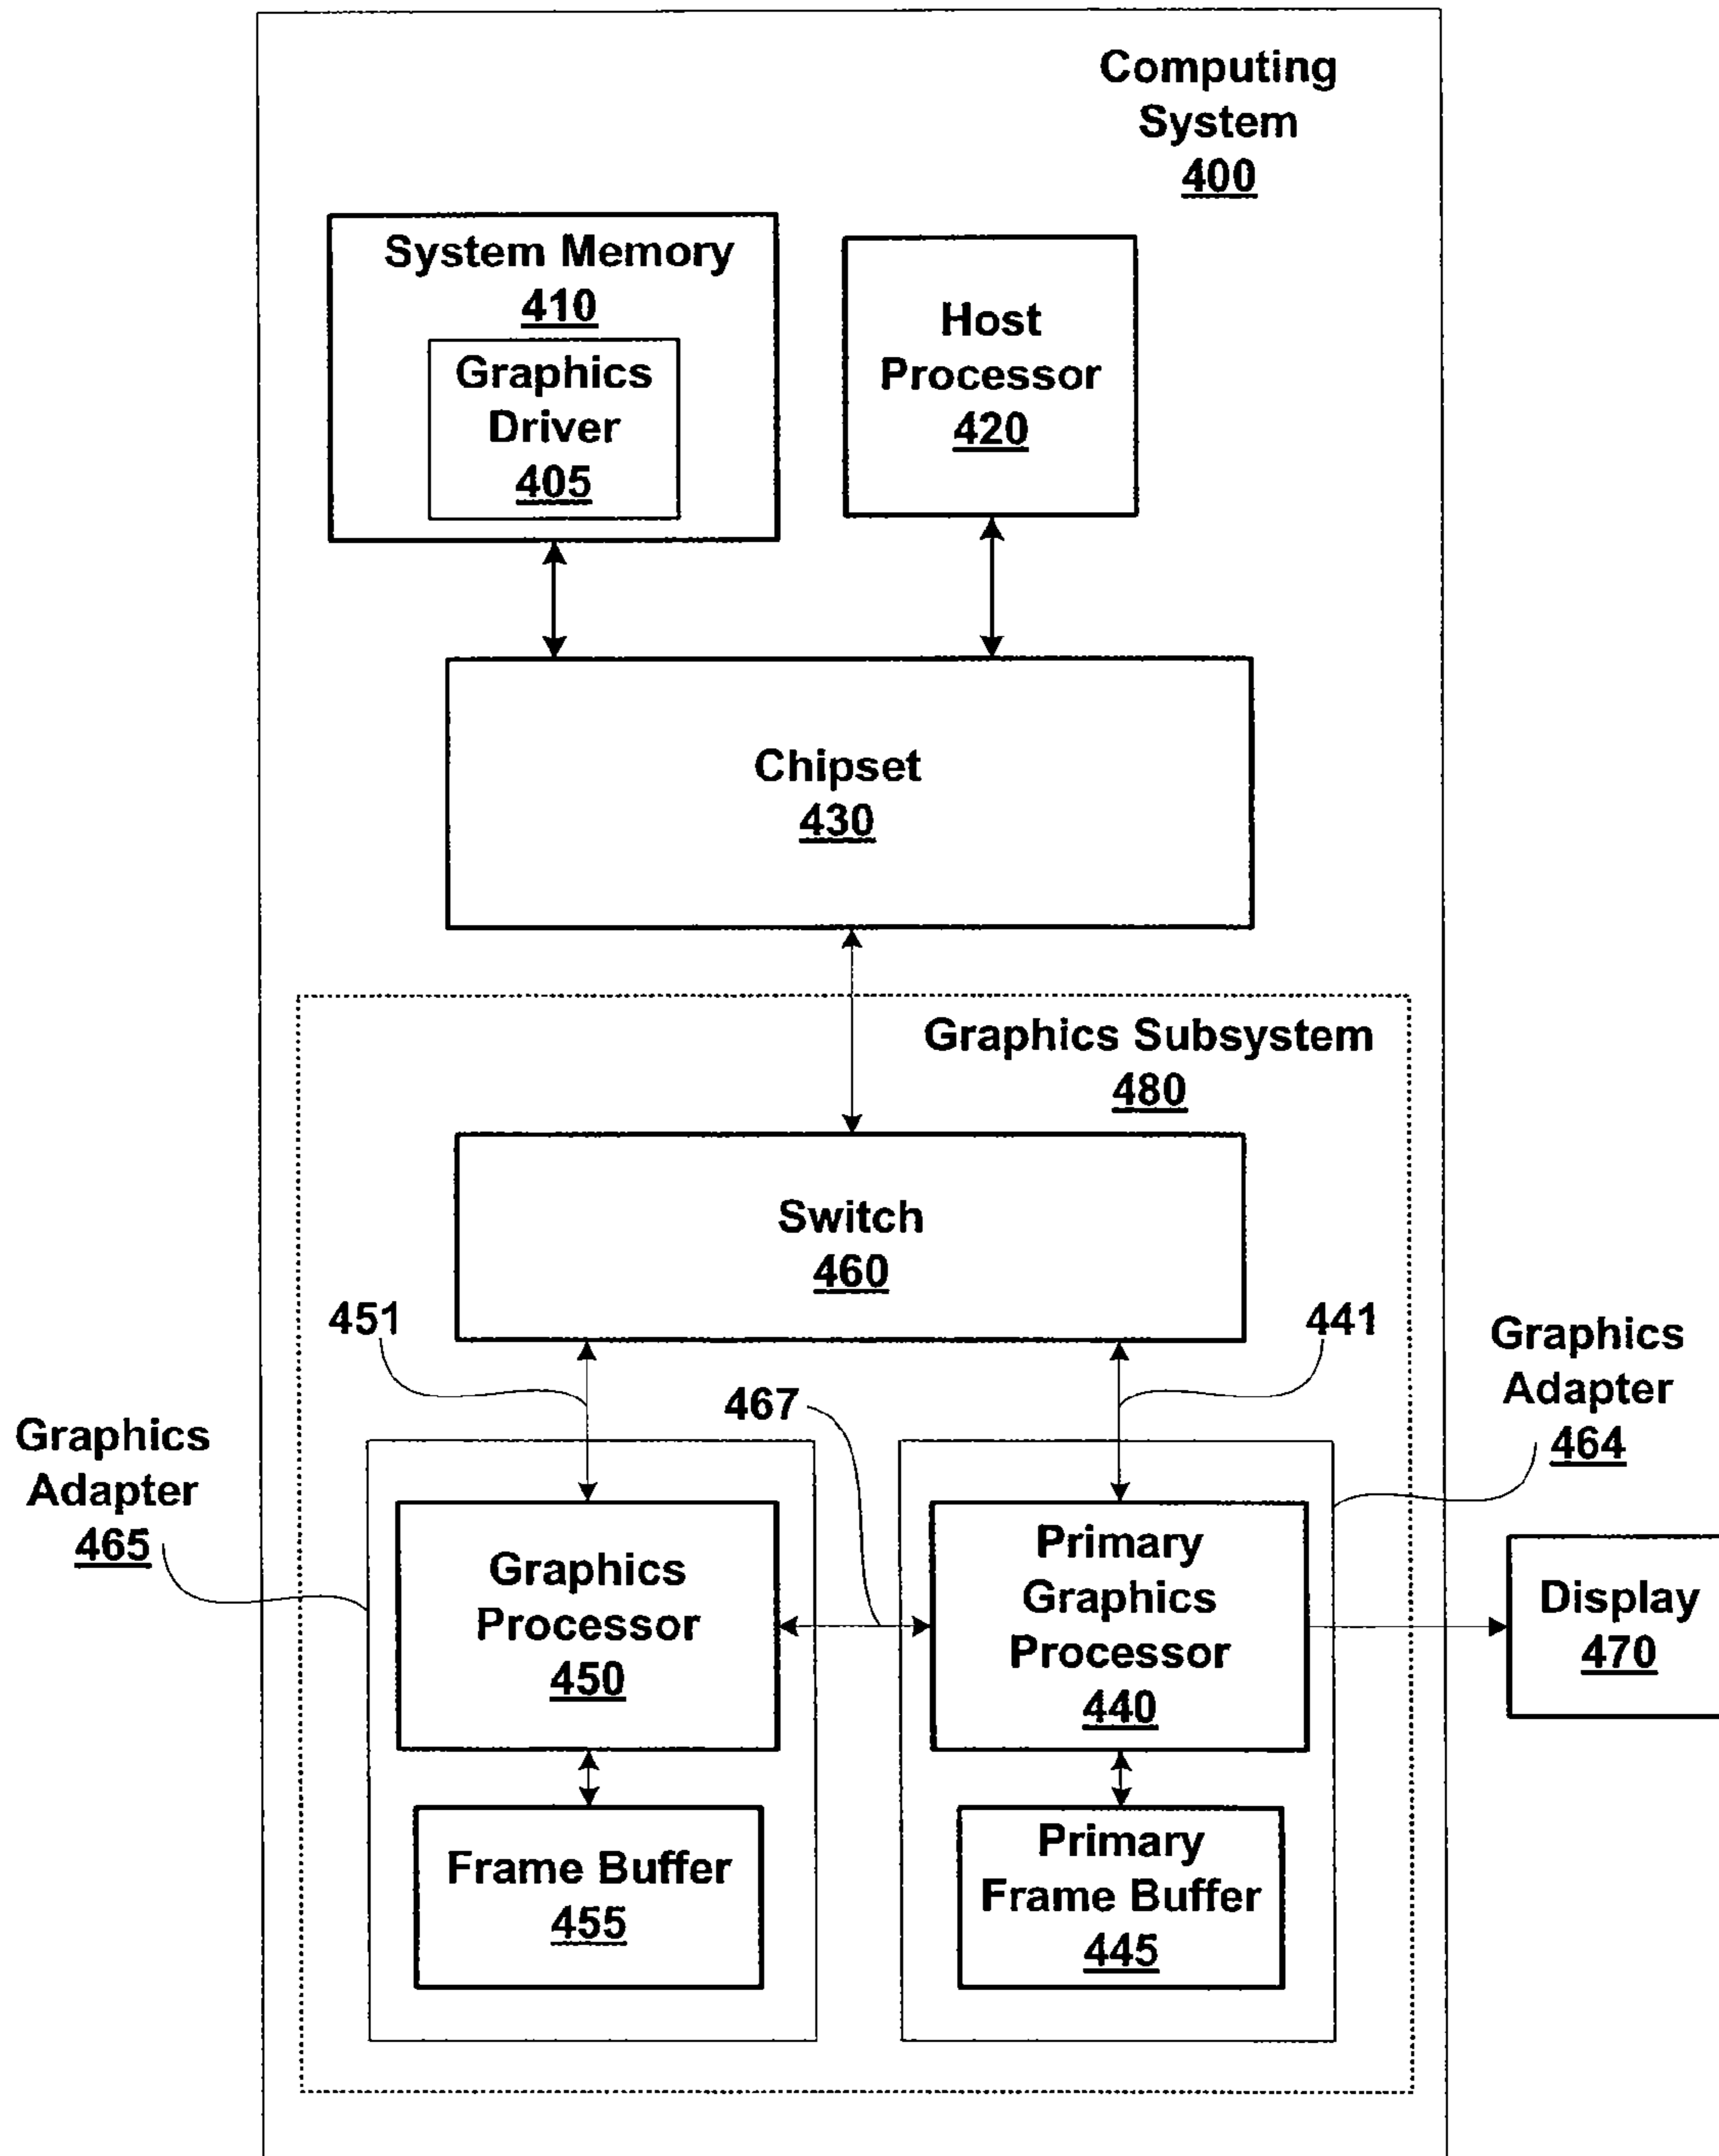 Computing
System
400
System Memory
410
Graphics
Driver
405
Host
Processor
420
Chipset
430
Graphics Subsystem
480
Switch
460
451
441
467
Graphics
Adapter
464
Graphics
Adapter
465
Graphics
Processor
450
Primary
Graphics
Processor
440
Display
470
Frame Buffer
455
Primary
Frame Buffer
445